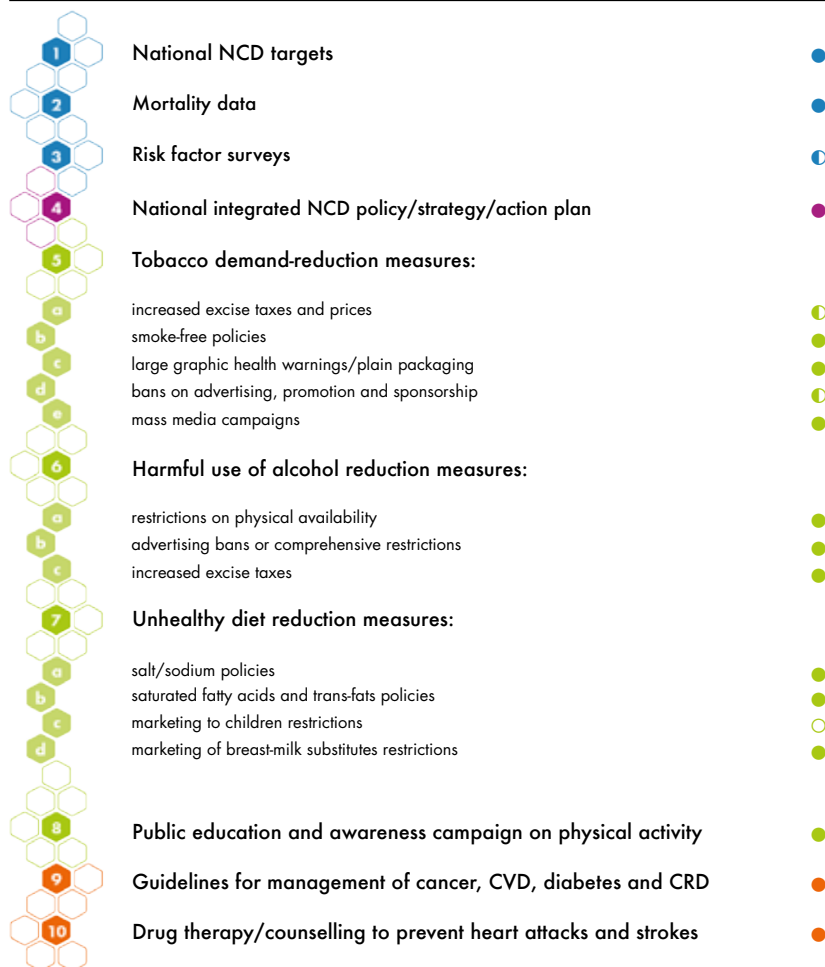 1 National NCD targets
2 Mortality data
3 Risk factor surveys
4 National integrated NCD policy/strategy/action plan
5 Tobacco demand-reduction measures:
a increased excise taxes and prices
b smoke-free policies
c large graphic health warnings/plain packaging
d bans on advertising, promotion and sponsorship
e mass media campaigns
6 Harmful use of alcohol reduction measures:
a restrictions on physical availability
b advertising bans or comprehensive restrictions
c increased excise taxes
7 Unhealthy diet reduction measures:
a salt/sodium policies
b saturated fatty acids and trans-fats policies
c marketing to children restrictions
d marketing of breast-milk substitutes restrictions
8 Public education and awareness campaign on physical activity
9 Guidelines for management of cancer, CVD, diabetes and CRD
10 Drug therapy/counselling to prevent heart attacks and strokes